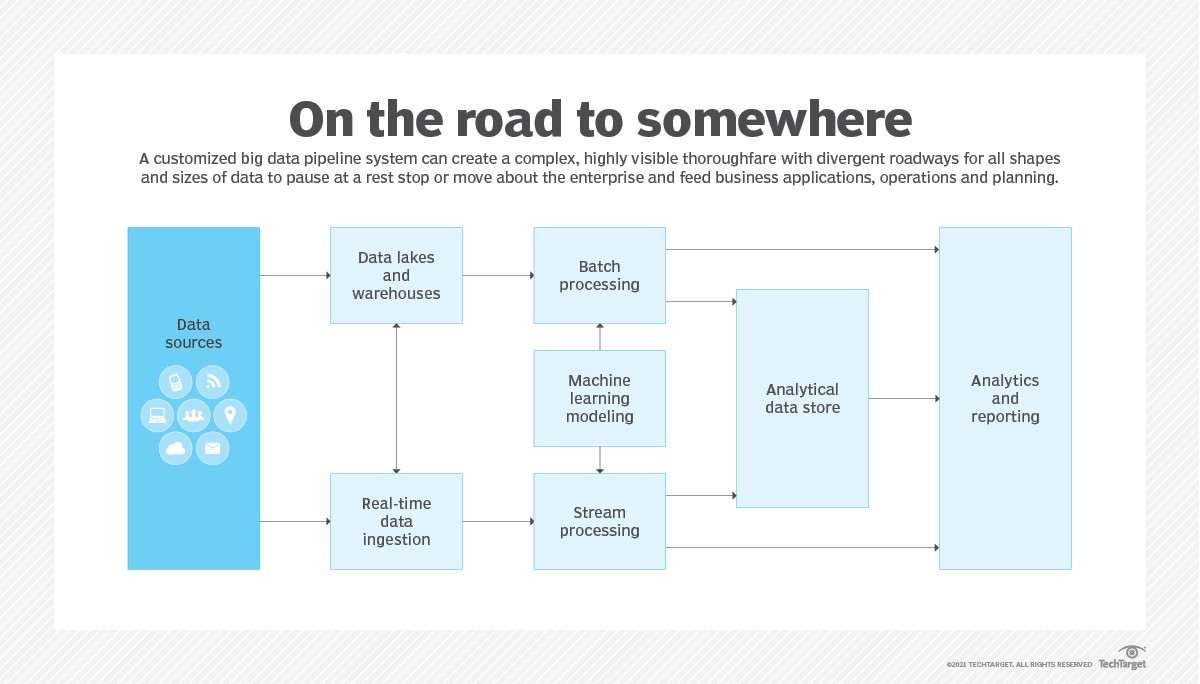 On the road to somewhere
A customized big data pipeline system can create a complex, highly visible thoroughfare with divergent roadways for all shapes
and sizes of data to pause at a rest stop or move about the enterprise and feed business applications, operations and planning.
Data
sources
Data lakes
and
warehouses
Real-time
data
ingestion
Batch
processing
Machine
learning
modeling
Stream
processing
Analytical
data store
Analytics
and
reporting
©2021 TECHTARGET. ALL RIGHTS RESERVED
TechTarget